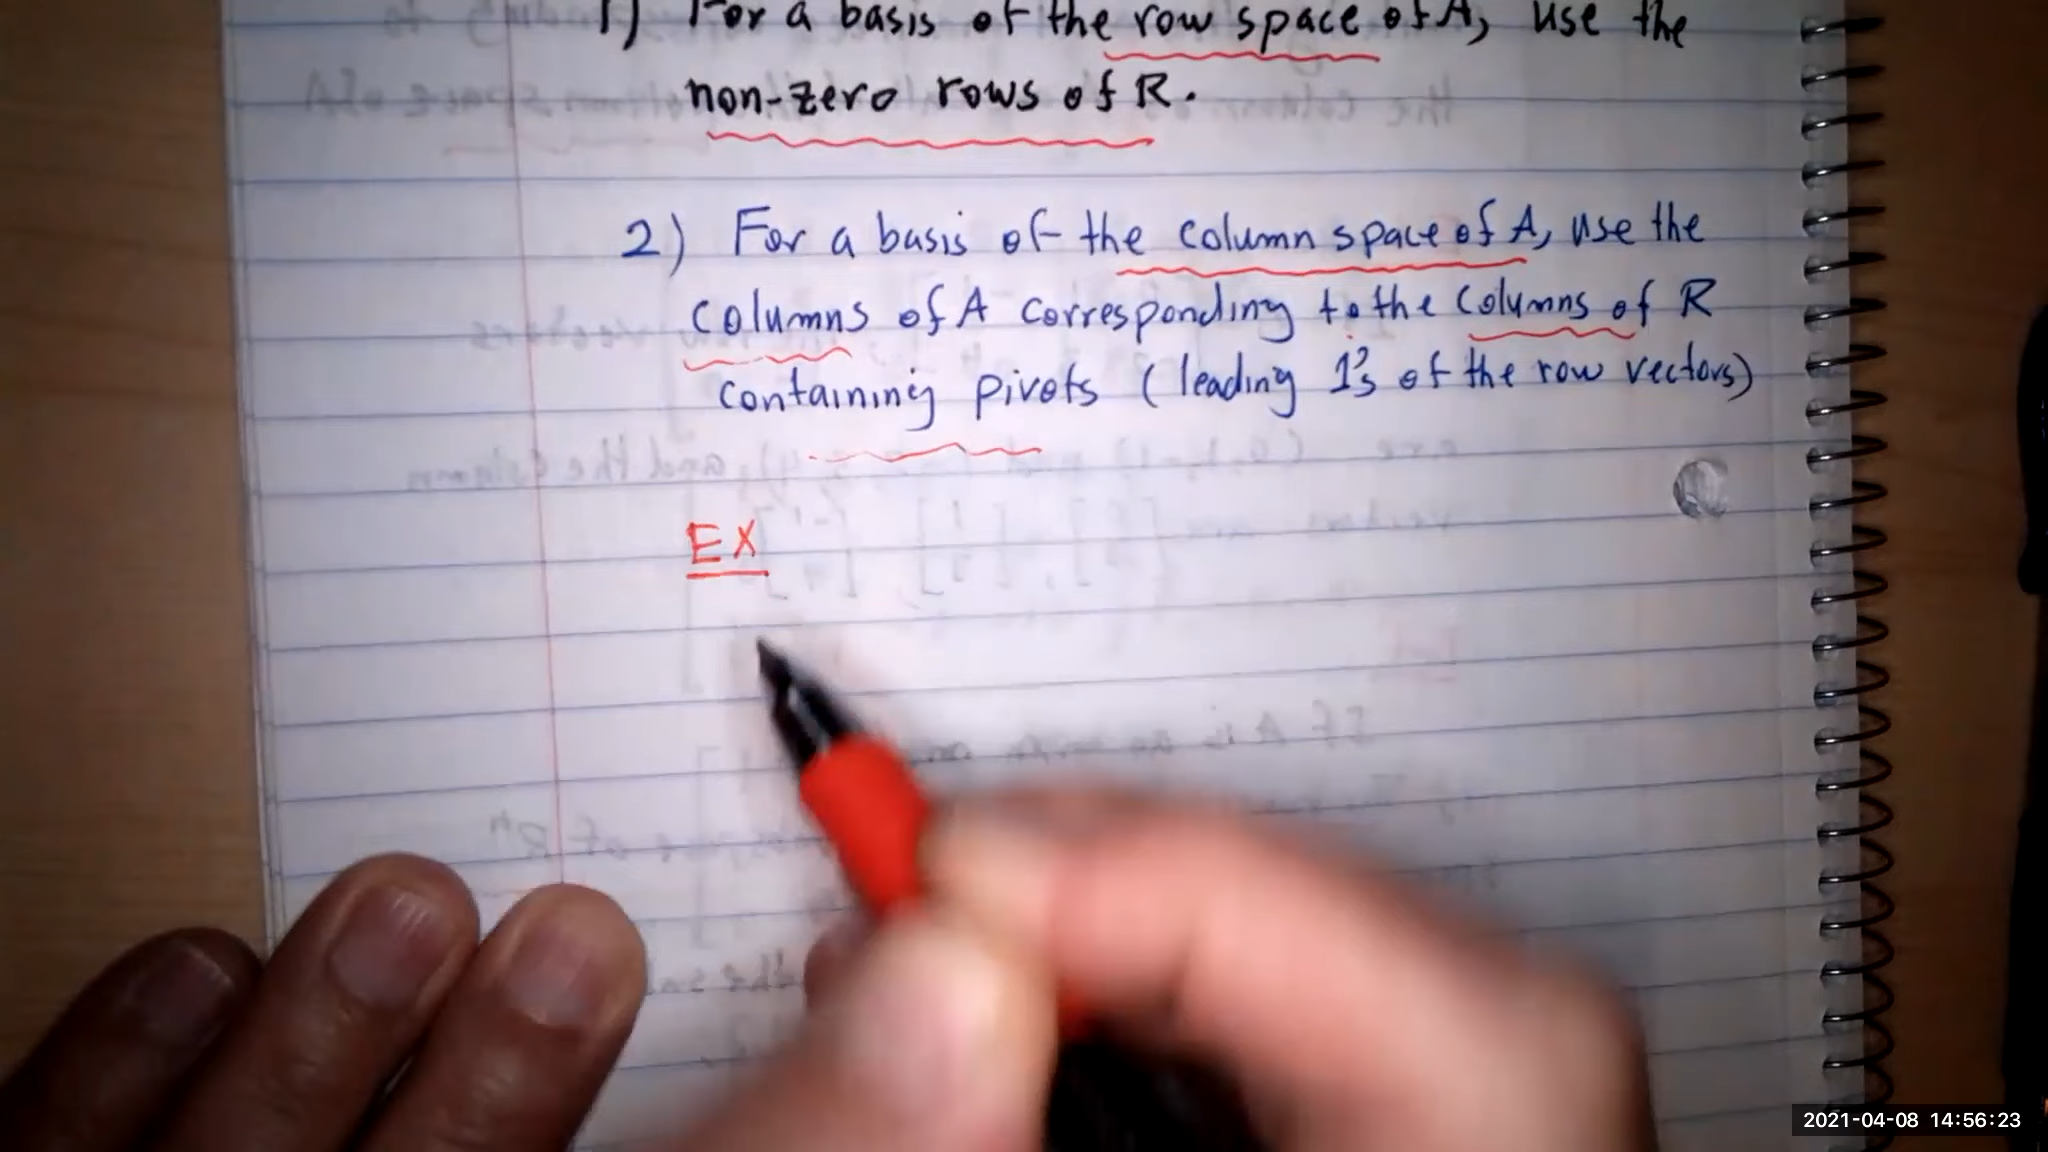 1) For a basis of the row space of A, use the
non-zero rows of R.
2) For a basis of the column space of A, use the
columns of A corresponding to the columns of R
containing pivots (leading 1's of the row vectors)
EX
2021-04-08 14:56:23